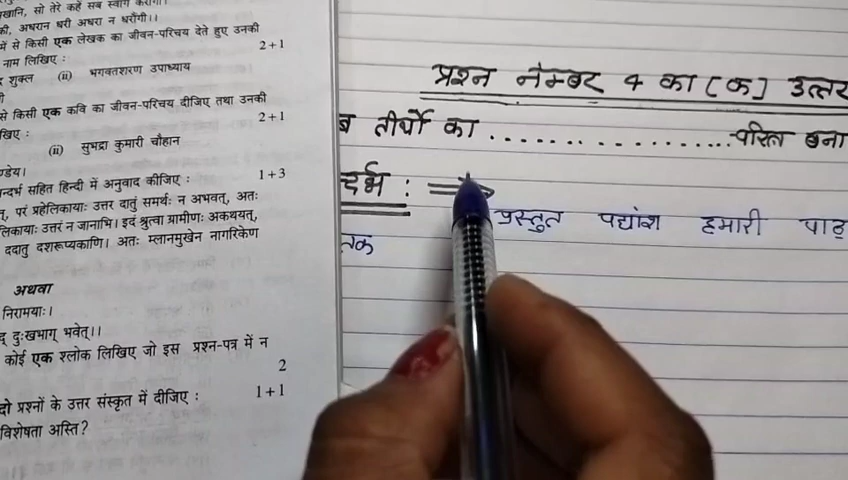 सो तेरे कहें सब स्वांग करौंगी।
की, अधरान धरी अधरा न धरौंगी।।
में से किसी एक लेखक का जीवन-परिचय देते हुए उनकी
नाम लिखिए : 2+1
शुक्ल (ii) भगवतशरण उपाध्याय
से किसी एक कवि का जीवन-परिचय दीजिए तथा उनकी
खिए : 2+1
(ii) सुभद्रा कुमारी चौहान
ण्डेय।
न्दर्भ सहित हिन्दी में अनुवाद कीजिए : 1+3
त्, परं प्रहेलिकायाः उत्तर दातुं समर्थः न अभवत्, अतः
लिकायाः उत्तरं न जानाभि। इदं श्रुत्वा ग्रामीणः अकथयत्,
ददातु दशरूप्यकाणि। अतः म्लानमुखेन नागरिकेण
अथवा
निरामयाः।
द् दुःखभाग् भवेत्।।
कोई एक श्लोक लिखिए जो इस प्रश्न-पत्र में न
2
दो प्रश्नों के उत्तर संस्कृत में दीजिए : 1+1
विशेषता अस्ति?
प्रश्न नम्बर 4 का (क) उत्तर
ब तीर्थो का .................. चरित बना
दर्भ : ⇒
प्रस्तुत पद्यांश हमारी पाठ्
तक